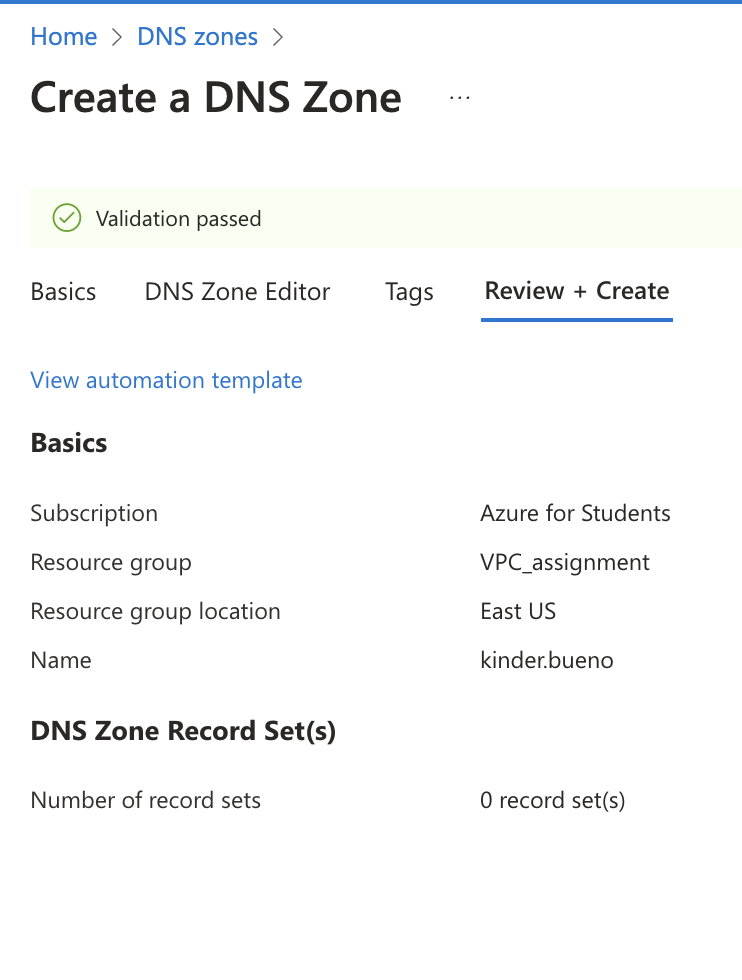 Home > DNS zones >
Create a DNS Zone ...
Validation passed
Basics DNS Zone Editor Tags Review + Create
View automation template
Basics
Subscription Azure for Students
Resource group VPC_assignment
Resource group location East US
Name kinder.bueno
DNS Zone Record Set(s)
Number of record sets 0 record set(s)